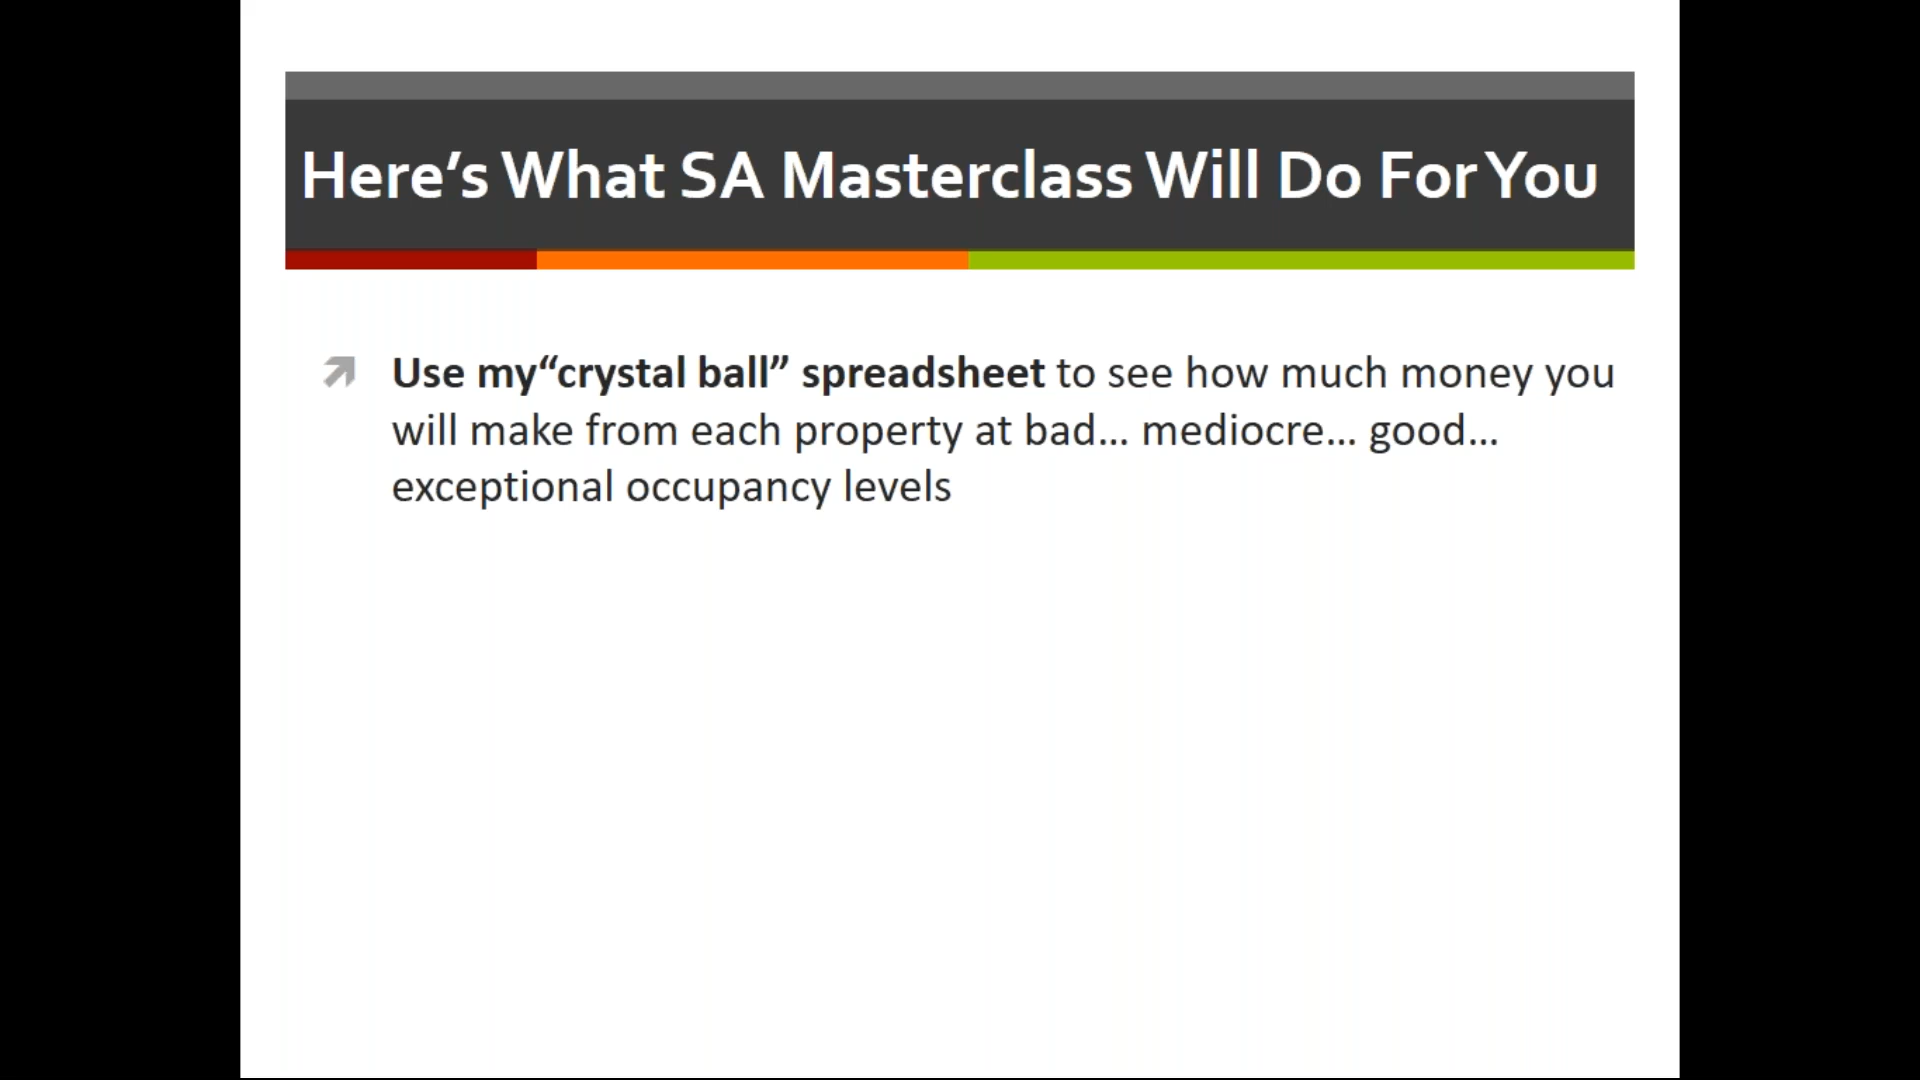 Here’s What SA Masterclass Will Do For You
Use my“crystal ball” spreadsheet to see how much money you
will make from each property at bad… mediocre… good…
exceptional occupancy levels